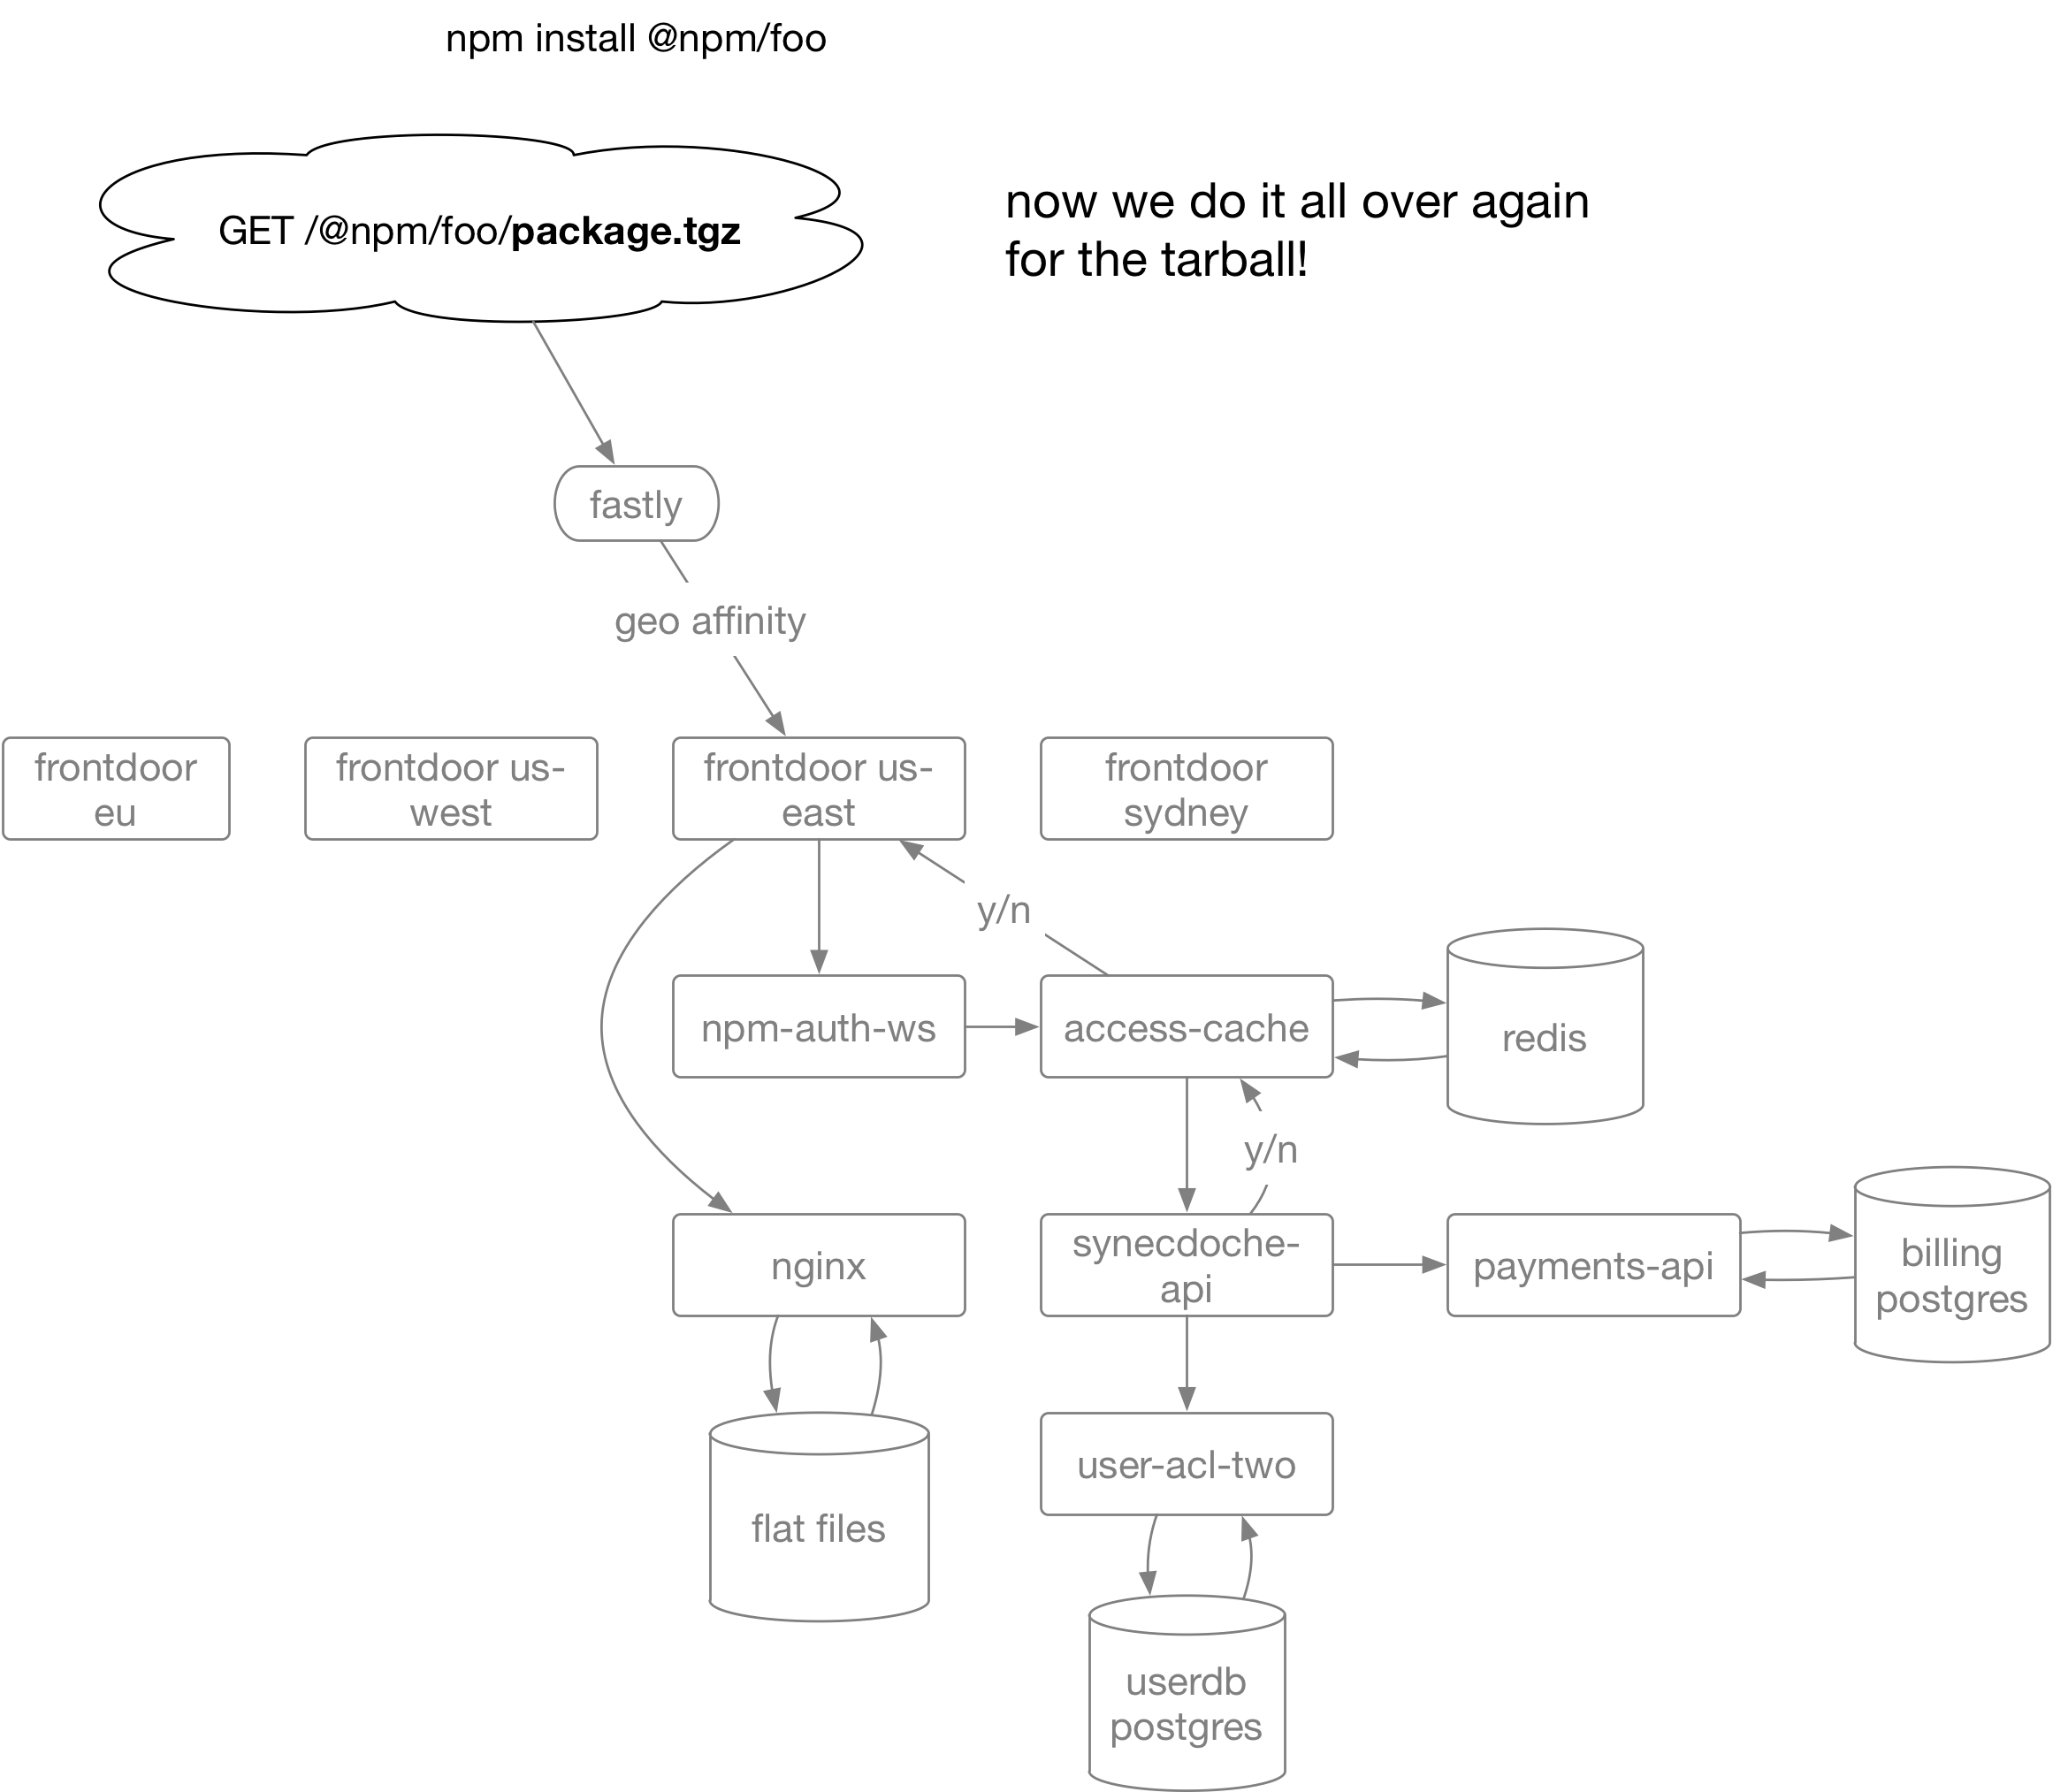 npm install @npm/foo
GET /@npm/foo/package.tgz
now we do it all over again
for the tarball!
fastly
geo affinity
frontdoor
eu
frontdoor us-
west
frontdoor us-
east
frontdoor
sydney
y/n
npm-auth-ws
access-cache
redis
y/n
nginx
synecdoche-
api
payments-api
billing
postgres
user-acl-two
flat files
userdb
postgres